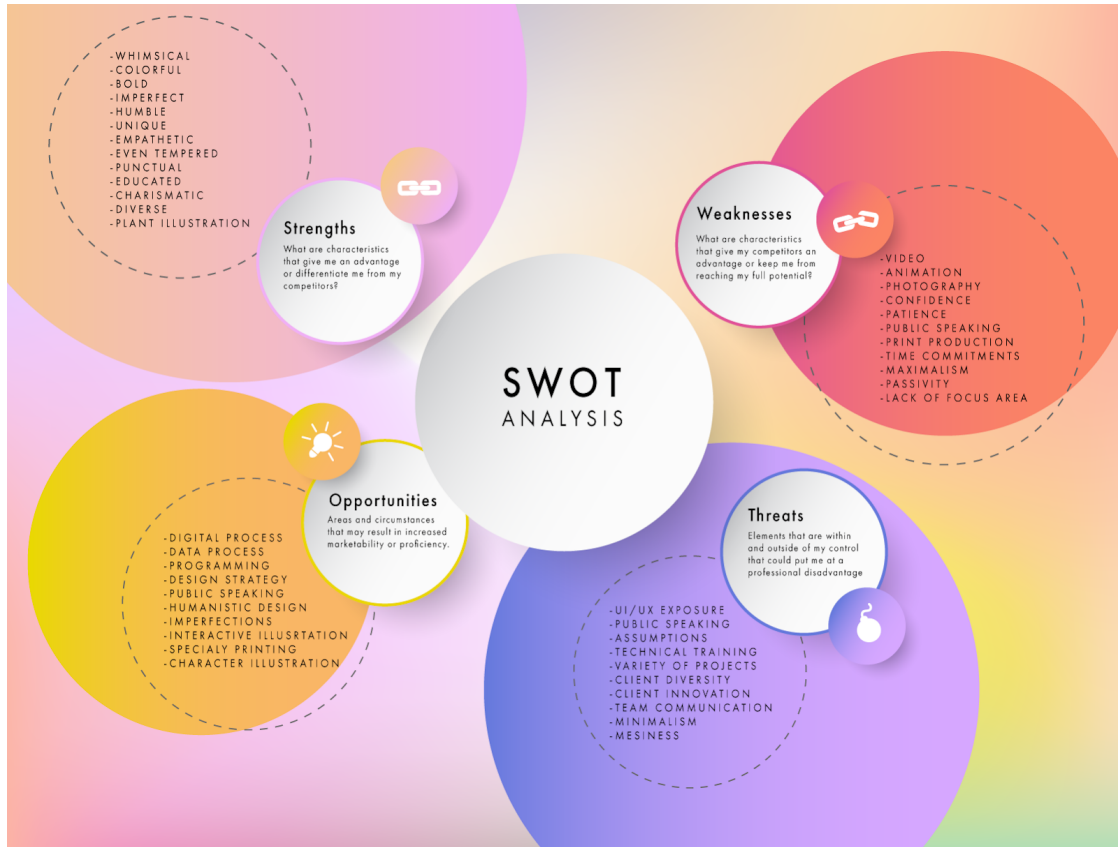 -WHIMSICAL
-COLORFUL
-BOLD
-IMPERFECT
-HUMBLE
-UNIQUE
-EMPATHETIC
-EVEN TEMPERED
-PUNCTUAL
-EDUCATED
-CHARISMATIC
-DIVERSE
-PLANT ILLUSTRATION
Strengths
What are characteristics
that give me an advantage
or differentiate me from my
competitors?
Weaknesses
What are characteristics
that give my competitors an
advantage or keep me from
reaching my full potential?
-VIDEO
-ANIMATION
-PHOTOGRAPHY
-CONFIDENCE
-PATIENCE
-PUBLIC SPEAKING
-PRINT PRODUCTION
-TIME COMMITMENTS
-MAXIMALISM
-PASSIVITY
-LACK OF FOCUS AREA
SWOT
ANALYSIS
Opportunities
Areas and circumstances
that may result in increased
marketability or proficiency.
-DIGITAL PROCESS
-DATA PROCESS
-PROGRAMMING
-DESIGN STRATEGY
-PUBLIC SPEAKING
-HUMANISTIC DESIGN
-IMPERFECTIONS
-INTERACTIVE ILLUSRTATION
-SPECIALY PRINTING
-CHARACTER ILLUSTRATION
Threats
Elements that are within
and outside of my control
that could put me at a
professional disadvantage
-UI/UX EXPOSURE
-PUBLIC SPEAKING
-ASSUMPTIONS
-TECHNICAL TRAINING
-VARIETY OF PROJECTS
-CLIENT DIVERSITY
-CLIENT INNOVATION
-TEAM COMMUNICATION
-MINIMALISM
-MESINESS